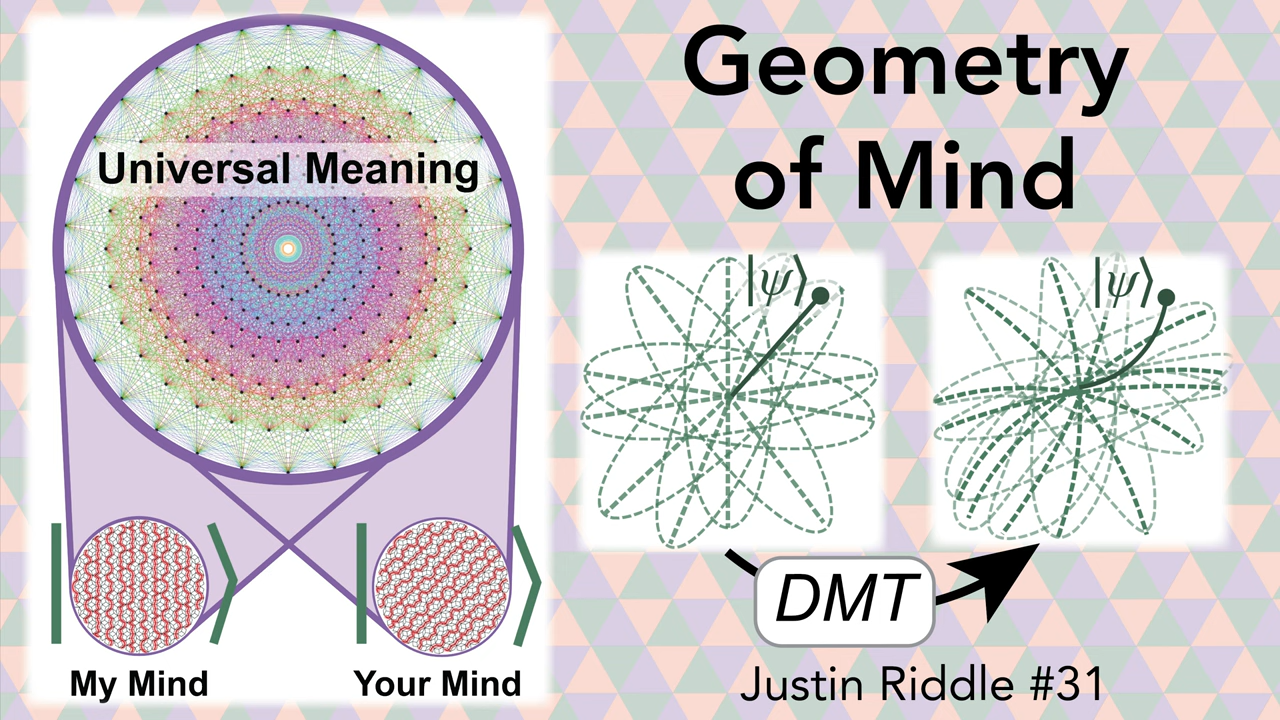 Universal Meaning
My Mind
Your Mind
Geometry
of Mind
|ψ⟩
|ψ⟩
DMT
Justin Riddle #31